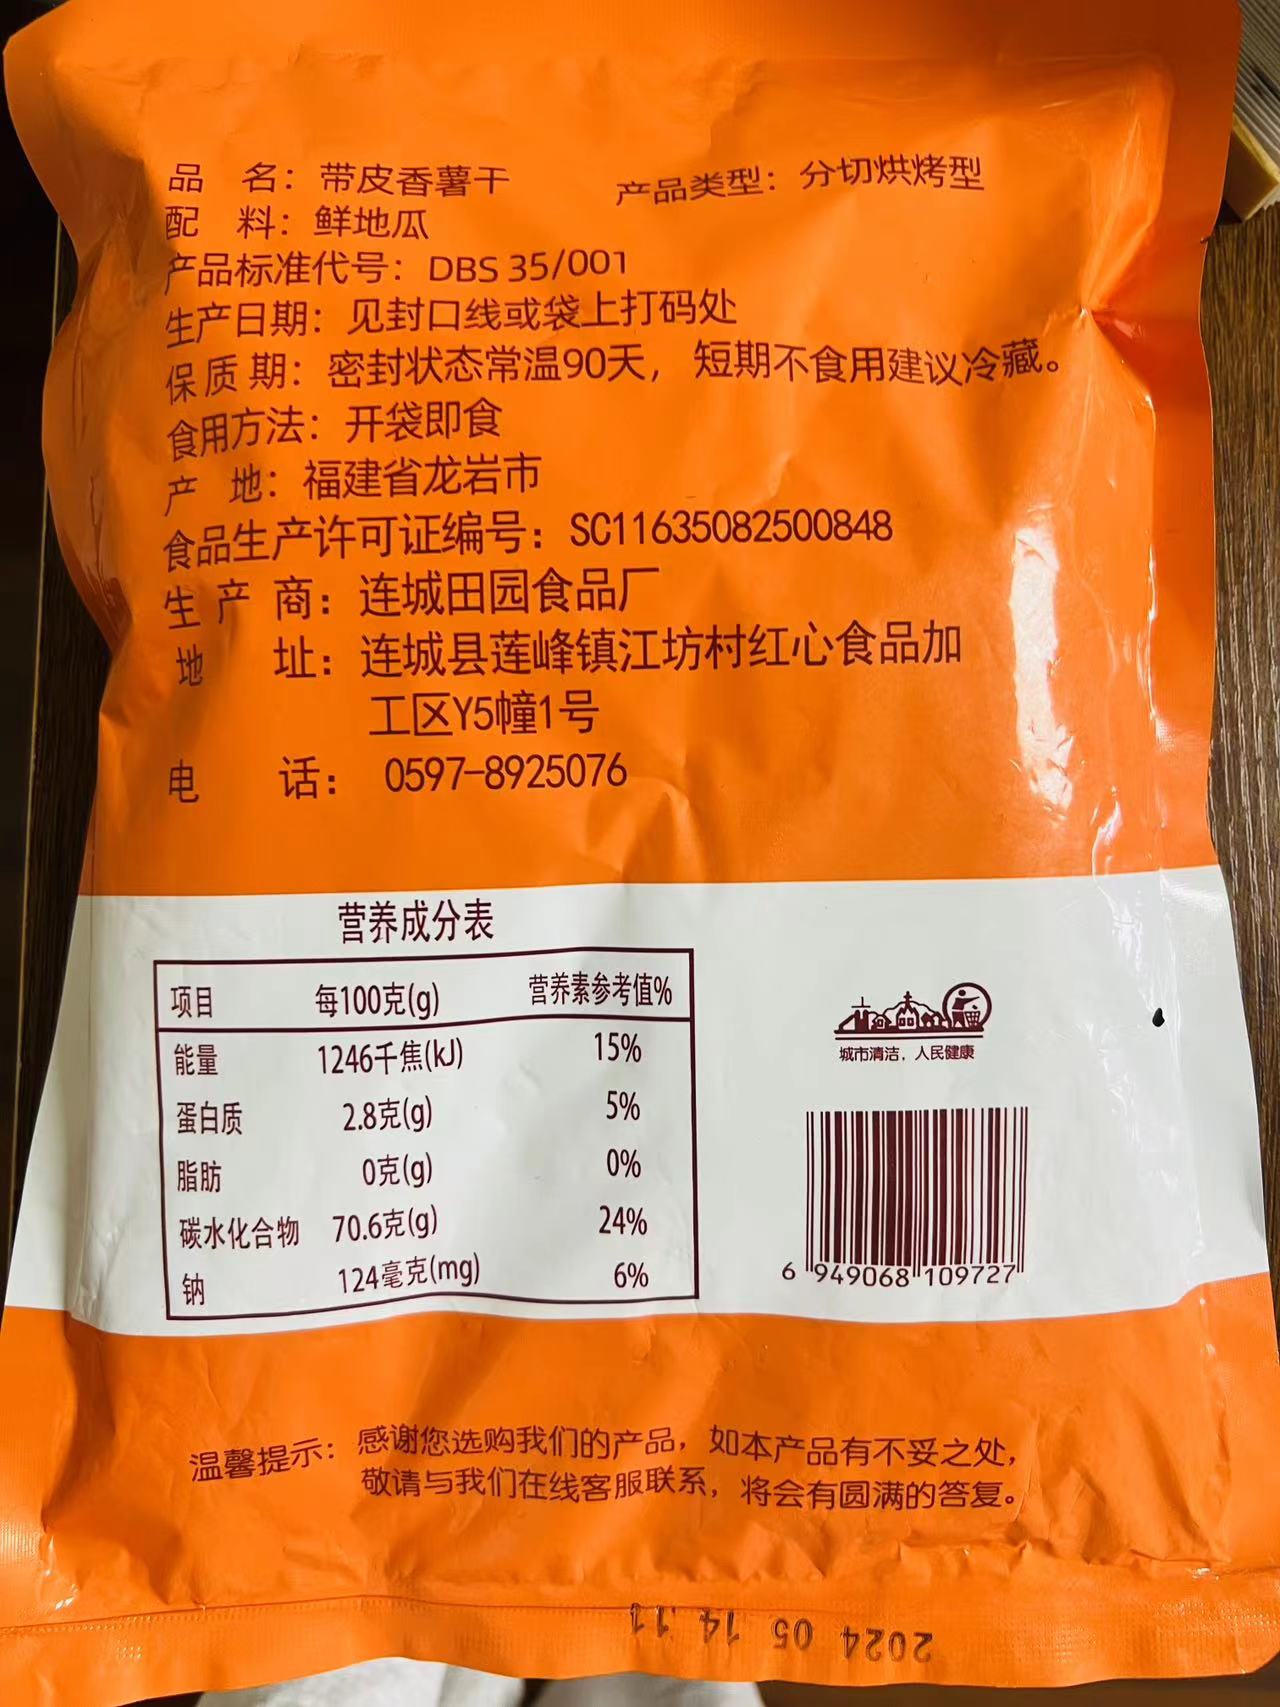 品 名：带皮香薯干 产品类型：分切烘烤型
配 料：鲜地瓜
产品标准代号：DBS 35/001
生产日期：见封口线或袋上打码处
保质期：密封状态常温90天，短期不食用建议冷藏。
食用方法：开袋即食
产 地：福建省龙岩市
食品生产许可证编号：SC11635082500848
生产商：连城田园食品厂
地 址：连城县莲峰镇江坊村红心食品加
工区Y5幢1号
电 话：0597-8925076
营养成分表
项目 每100克(g) 营养素参考值%
能量 1246千焦(kJ) 15%
蛋白质 2.8克(g) 5%
脂肪 0克(g) 0%
碳水化合物 70.6克(g) 24%
钠 124毫克(mg) 6%
城市清洁，人民健康
6 949068 109727
温馨提示：感谢您选购我们的产品，如本产品有不妥之处，
敬请与我们在线客服联系，将会有圆满的答复。
2024 05 14.11